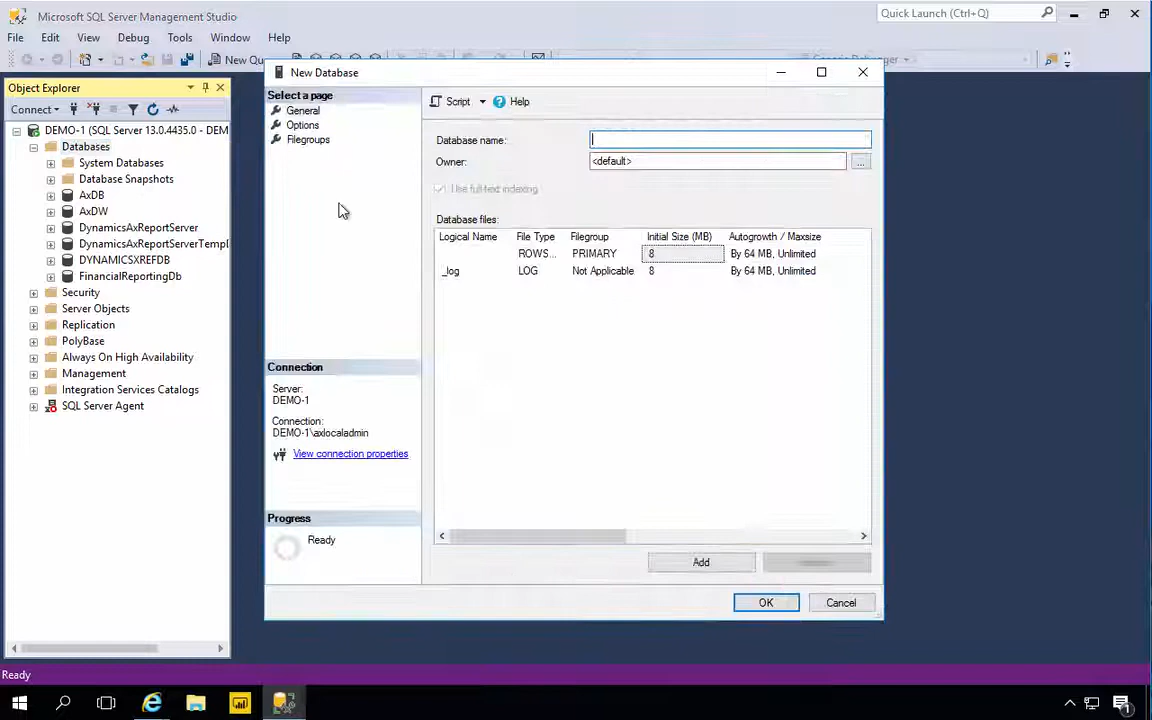 Microsoft SQL Server Management Studio
Quick Launch (Ctrl+Q)
File Edit View Debug Tools Window Help
New Qu
Generic Debugger
Object Explorer
Connect
DEMO-1 (SQL Server 13.0.4435.0 - DEM
Databases
System Databases
Database Snapshots
AxDB
AxDW
DynamicsAxReportServer
DynamicsAxReportServerTempD
DYNAMICSXREFDB
FinancialReportingDb
Security
Server Objects
Replication
PolyBase
Always On High Availability
Management
Integration Services Catalogs
SQL Server Agent
New Database
Select a page
General
Options
Filegroups
Script Help
Database name:
Owner: <default> ...
Use full-text indexing
Database files:
Logical Name File Type Filegroup Initial Size (MB) Autogrowth / Maxsize
ROWS... PRIMARY 8 By 64 MB, Unlimited
_log LOG Not Applicable 8 By 64 MB, Unlimited
Connection
Server:
DEMO-1
Connection:
DEMO-1\axlocaladmin
View connection properties
Progress
Ready
Add
OK Cancel
Ready
1